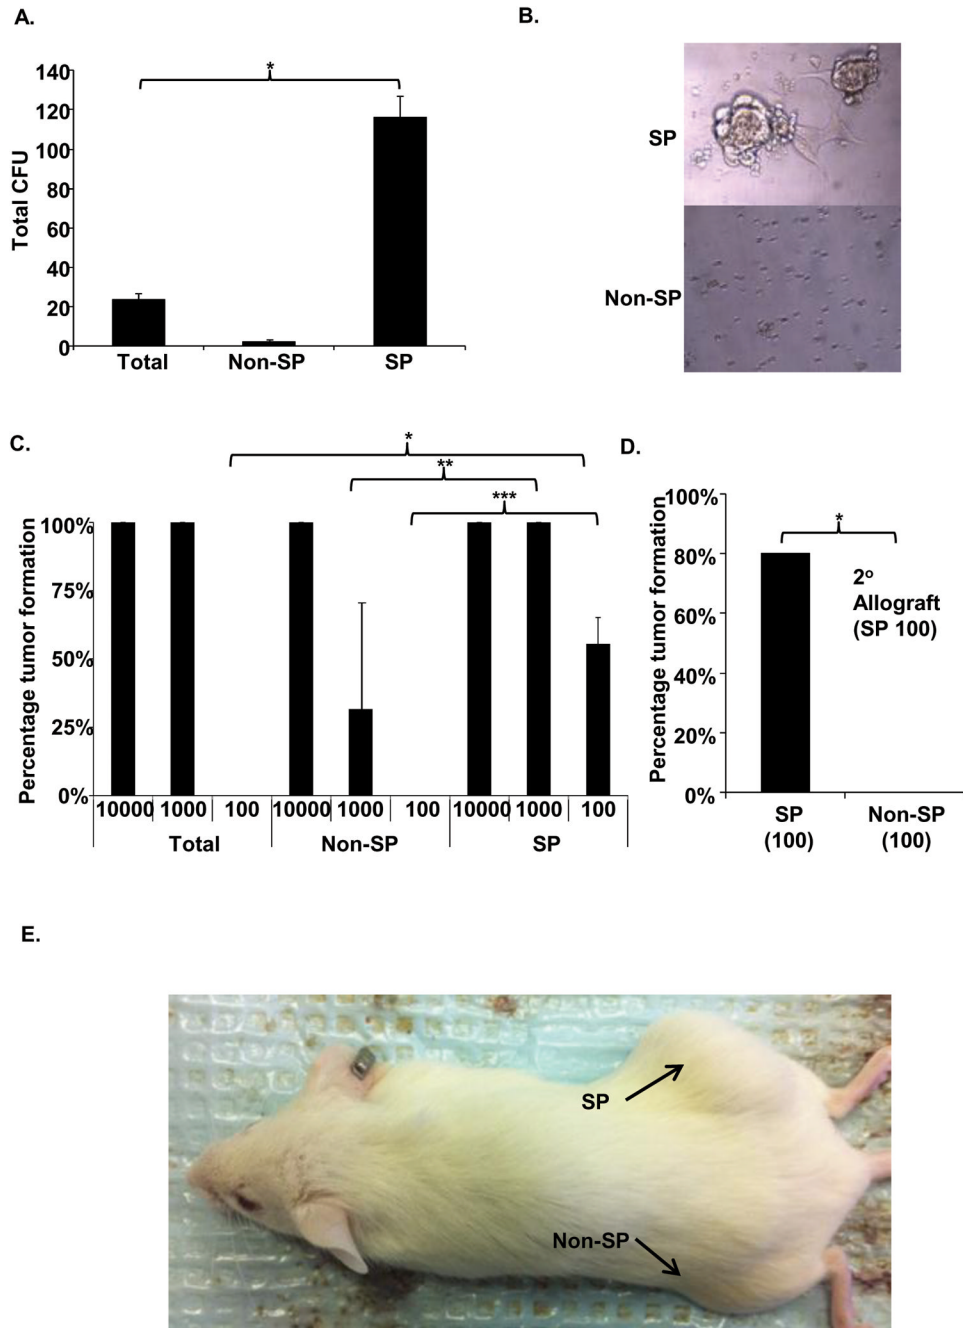 A.
Total CFU
140
120
100
80
60
40
20
0
*
Total Non-SP SP
B.
SP
Non-SP
C.
Percentage tumor formation
100%
75%
50%
25%
0%
*
**
***
10000 1000 100 10000 1000 100 10000 1000 100
Total Non-SP SP
D.
Percentage tumor formation
100%
80%
60%
40%
20%
0%
*
2o
Allograft
(SP 100)
SP Non-SP
(100) (100)
E.
SP
Non-SP